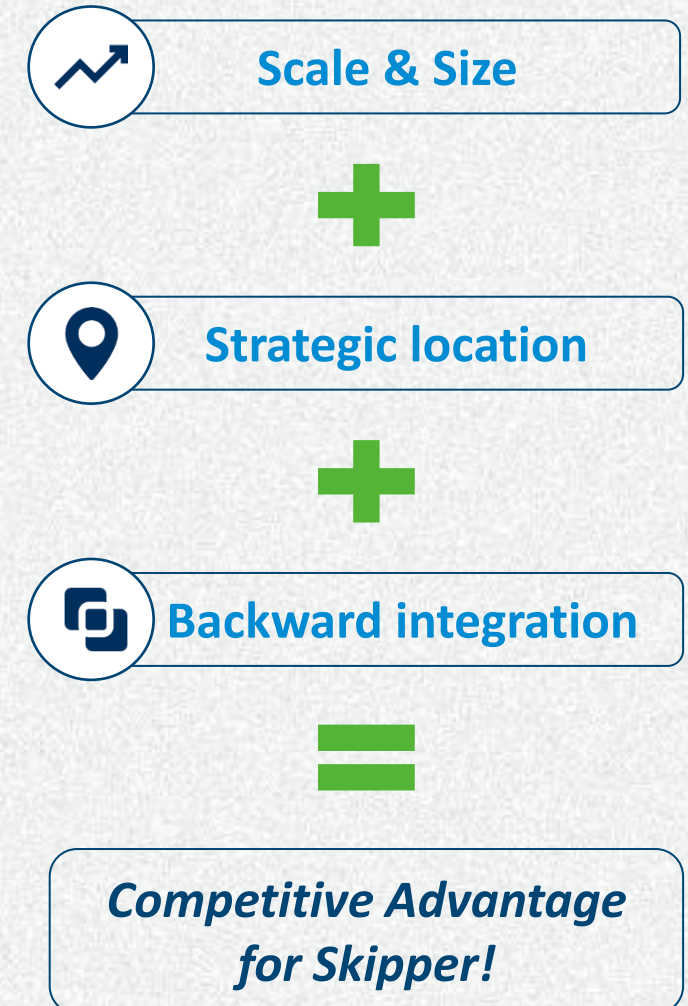 Scale & Size
Strategic location
Backward integration
Competitive Advantage
for Skipper!